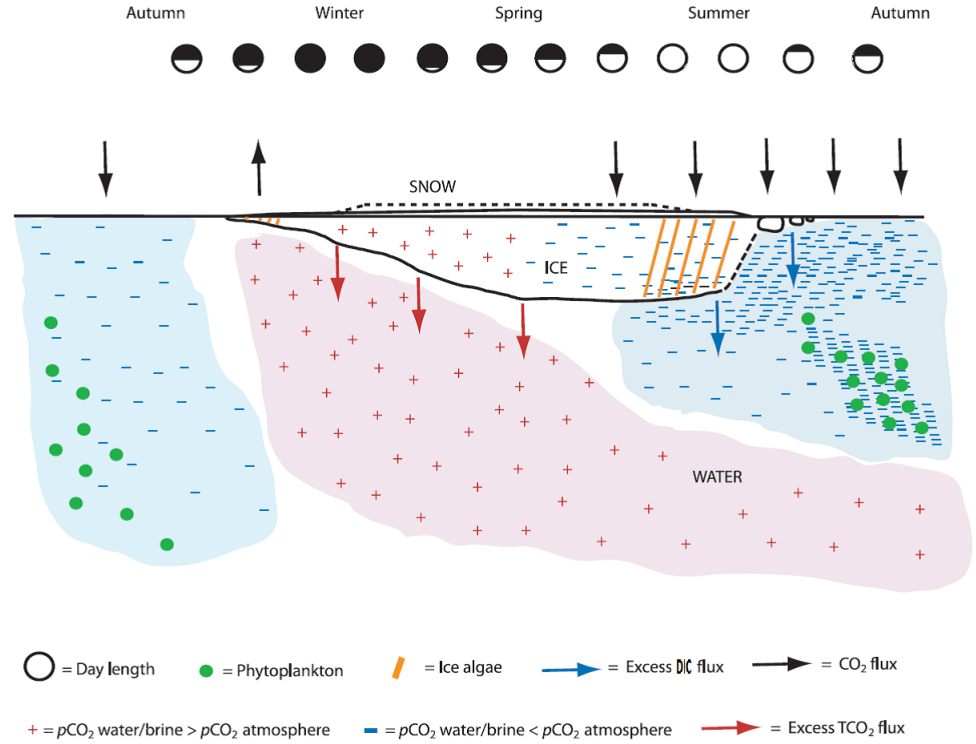 Autumn Winter Spring Summer Autumn
SNOW
ICE
WATER
= Day length = Phytoplankton = Ice algae = Excess DIC flux = CO₂ flux
+ = pCO₂ water/brine > pCO₂ atmosphere = pCO₂ water/brine < pCO₂ atmosphere = Excess TCO₂ flux